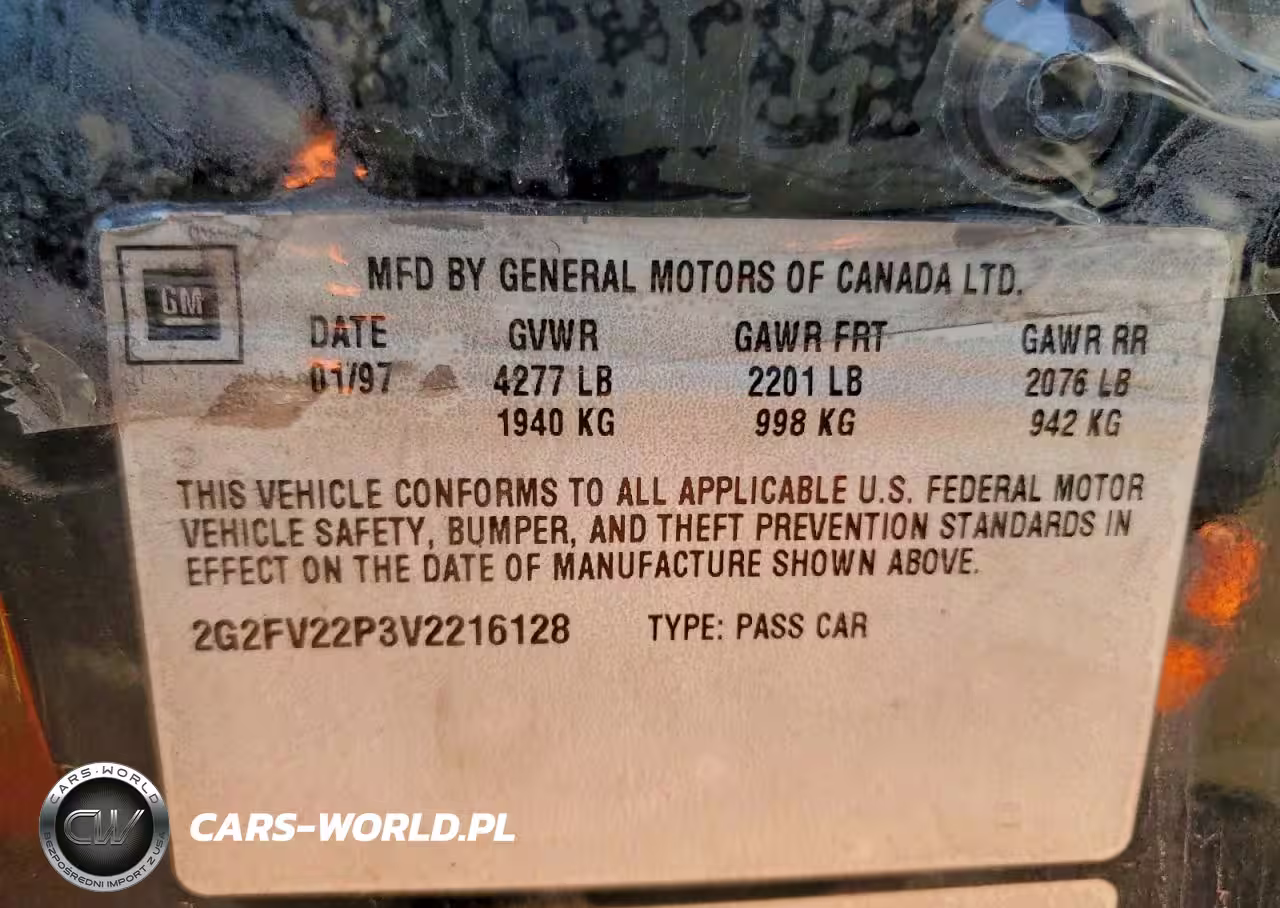 GM
MFD BY GENERAL MOTORS OF CANADA LTD.
DATE GVWR GAWR FRT GAWR RR
01/97 4277 LB 2201 LB 2076 LB
1940 KG 998 KG 942 KG
THIS VEHICLE CONFORMS TO ALL APPLICABLE U.S. FEDERAL MOTOR
VEHICLE SAFETY, BUMPER, AND THEFT PREVENTION STANDARDS IN
EFFECT ON THE DATE OF MANUFACTURE SHOWN ABOVE.
2G2FV22P3V2216128 TYPE: PASS CAR
CARS-WORLD
CW
BEZPOŚREDNI IMPORT Z USA
CARS-WORLD.PL